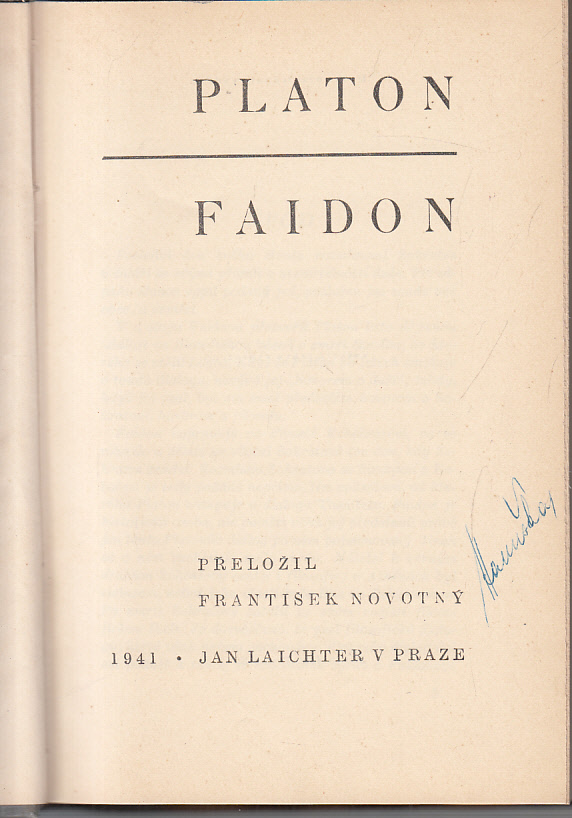 PLATON
FAIDON
PŘELOŽIL
FRANTIŠEK NOVOTNÝ
1941 • JAN LAICHTER V PRAZE